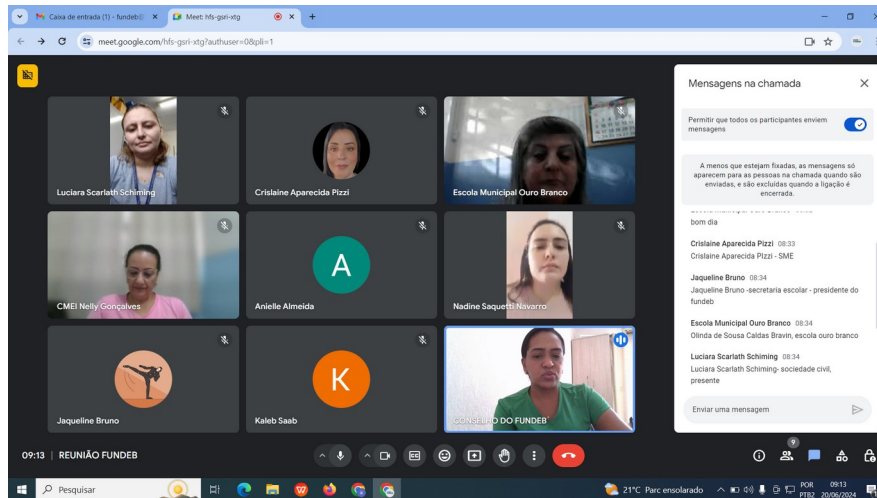 Caixa de entrada (1) - fundeb@
Meet: hfs-gsri-xtg
meet.google.com/hfs-gsri-xtg?authuser=0&pli=1
Luciara Scarlath Schiming
Crislaine Aparecida Pizzi
Escola Municipal Ouro Branco
CMEI Nelly Gonçalves
A
Anielle Almeida
Nadine Saquetti Navarro
Jaqueline Bruno
K
Kaleb Saab
CONSELHO DO FUNDEB
Mensagens na chamada
Permitir que todos os participantes enviem
mensagens
A menos que estejam fixadas, as mensagens só
aparecem para as pessoas na chamada quando são
enviadas, e são excluídas quando a ligação é
encerrada.
bom dia
Crislaine Aparecida Pizzi 08:33
Crislaine Aparecida PIzzi - SME
Jaqueline Bruno 08:34
Jaqueline Bruno -secretaria escolar - presidente do
fundeb
Escola Municipal Ouro Branco 08:34
Olinda de Sousa Caldas Bravin, escola ouro branco
Luciara Scarlath Schiming 08:34
Luciara Scarlath Schiming- sociedade civil,
presente
Enviar uma mensagem
09:13 | REUNIÃO FUNDEB
9
Pesquisar
21°C Parc ensolarado
POR
PTB2
09:13
20/06/2024